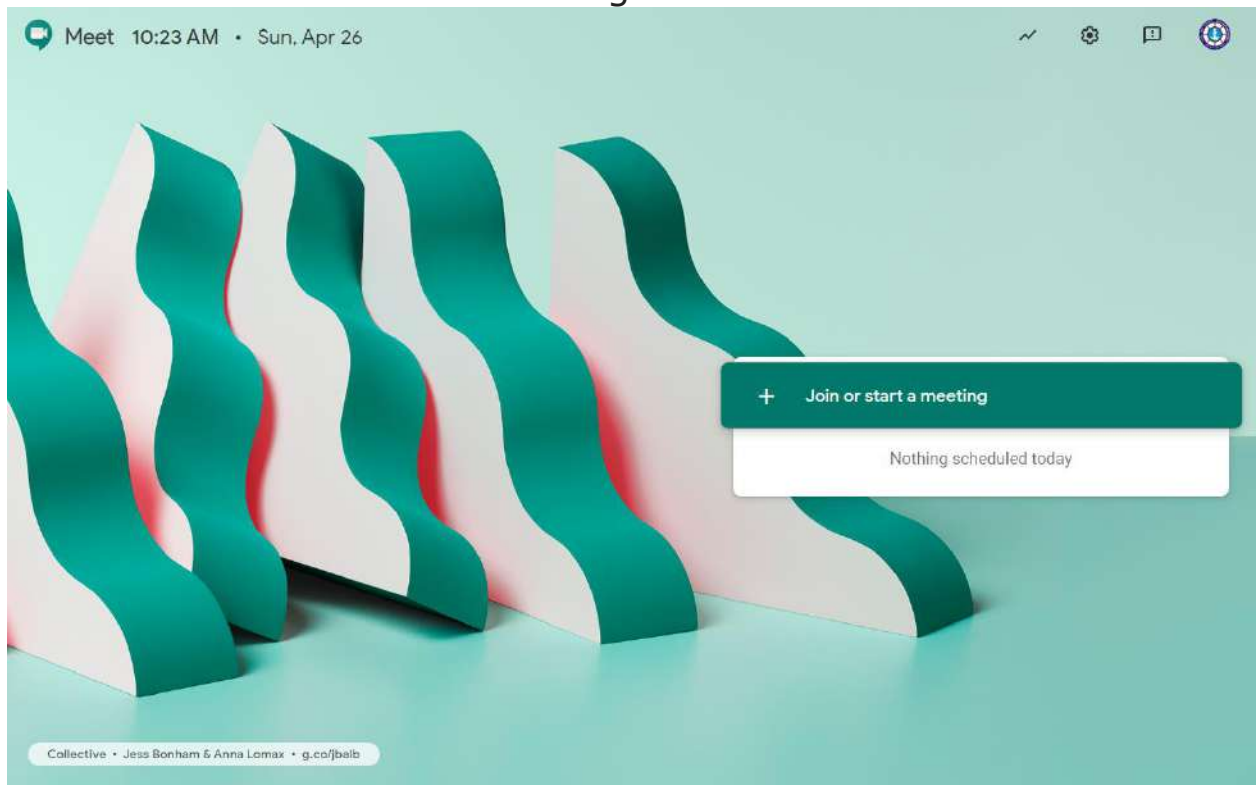 Meet 10:23 AM • Sun, Apr 26
+ Join or start a meeting
Nothing scheduled today
Collective • Jess Bonham & Anna Lomax • g.co/jbalb